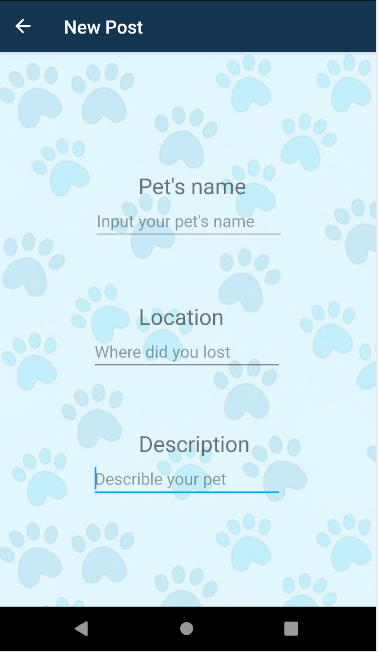 New Post
Pet's name
Input your pet's name
Location
Where did you lost
Description
Describle your pet